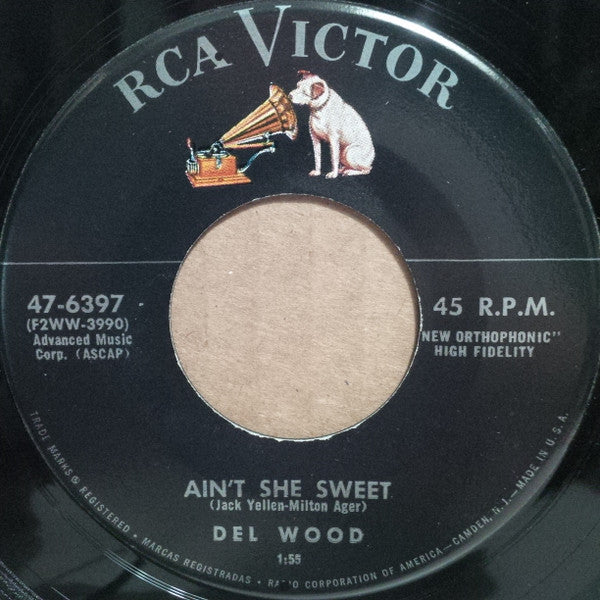 RCA VICTOR
47-6397
(F2WW-3990)
Advanced Music
Corp. (ASCAP)
45 R.P.M.
"NEW ORTHOPHONIC"
HIGH FIDELITY
AIN'T SHE SWEET
(Jack Yellen-Milton Ager)
DEL WOOD
1:55
TRADE MARKS ® REGISTERED • MARCAS REGISTRADAS • RADIO CORPORATION OF AMERICA—CAMDEN, N. J.—MADE IN U.S.A.